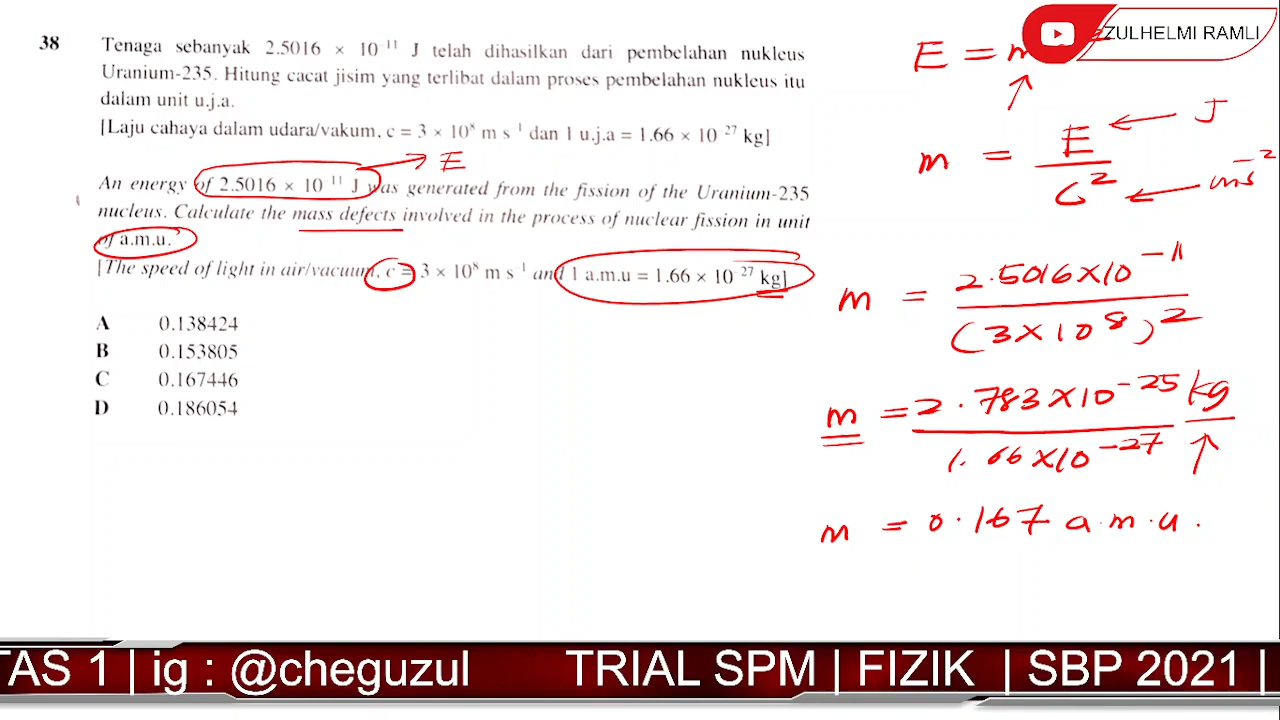 38 Tenaga sebanyak 2.5016 × 10⁻¹¹ J telah dihasilkan dari pembelahan nukleus
Uranium-235. Hitung cacat jisim yang terlibat dalam proses pembelahan nukleus itu
dalam unit u.j.a.
[Laju cahaya dalam udara/vakum, c = 3 × 10⁸ m s⁻¹ dan 1 u.j.a = 1.66 × 10⁻²⁷ kg]
→ E
An energy of 2.5016 × 10⁻¹¹ J was generated from the fission of the Uranium-235
nucleus. Calculate the mass defects involved in the process of nuclear fission in unit
of a.m.u.
[The speed of light in air/vacuum, c = 3 × 10⁸ m s⁻¹ and 1 a.m.u = 1.66 × 10⁻²⁷ kg]
A 0.138424
B 0.153805
C 0.167446
D 0.186054
ZULHELMI RAMLI
E = m
↑
m = E ← J
C² ← ms⁻²
m = 2.5016×10⁻¹¹
(3×10⁸)²
m = 2.783×10⁻²⁵ kg
1.66×10⁻²⁷ ↑
m = 0.167 a.m.u.
TAS 1 | ig : @cheguzul TRIAL SPM | FIZIK | SBP 2021 |